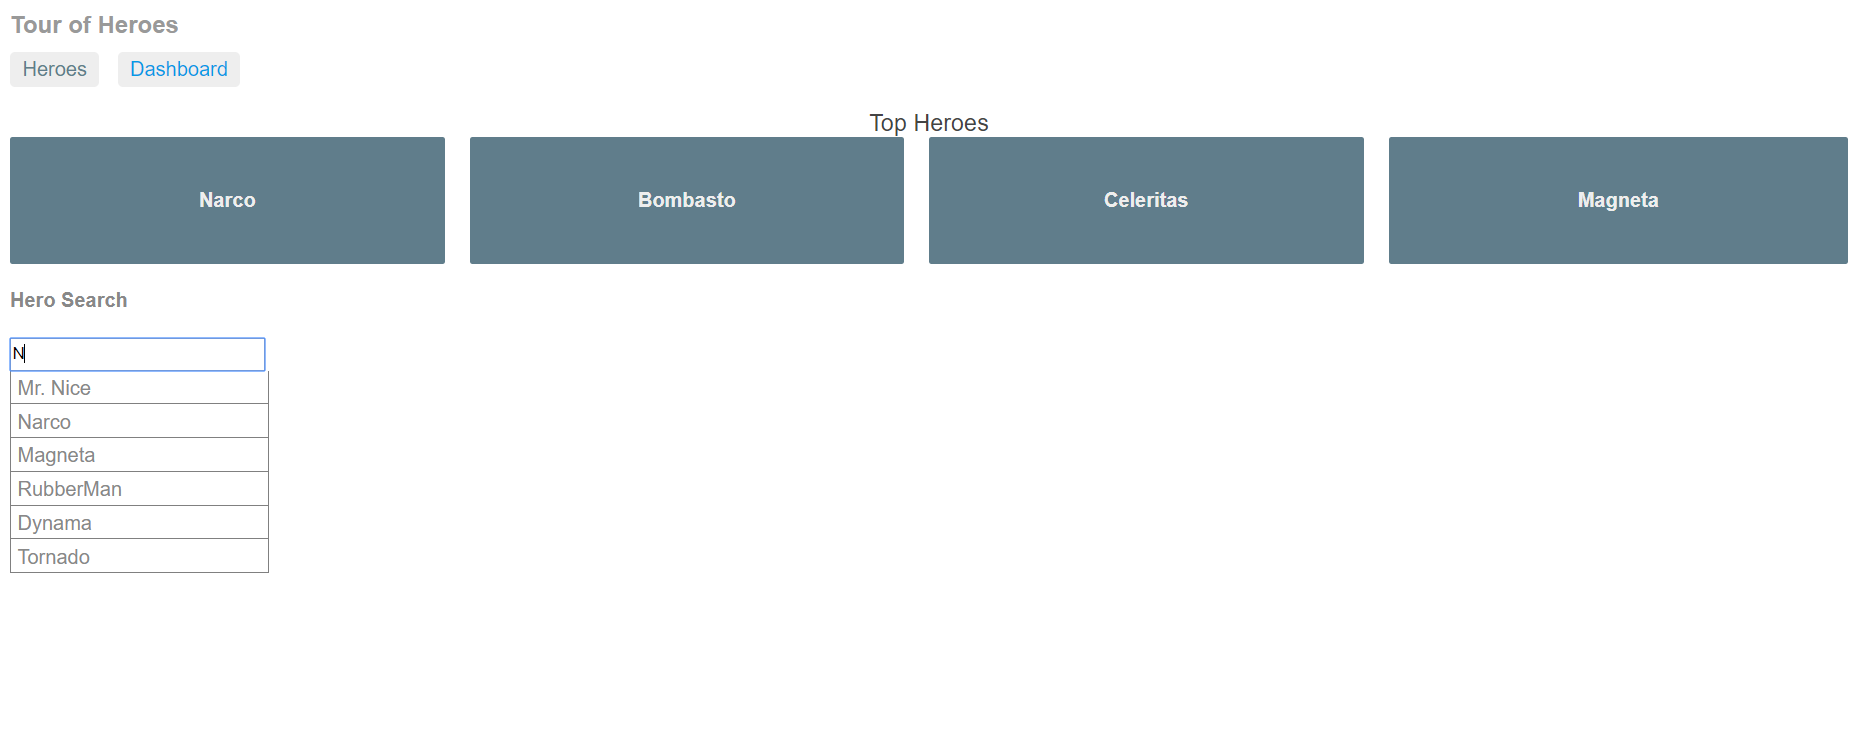 Tour of Heroes
Heroes Dashboard
Top Heroes
Narco Bombasto Celeritas Magneta
Hero Search
N
Mr. Nice
Narco
Magneta
RubberMan
Dynama
Tornado